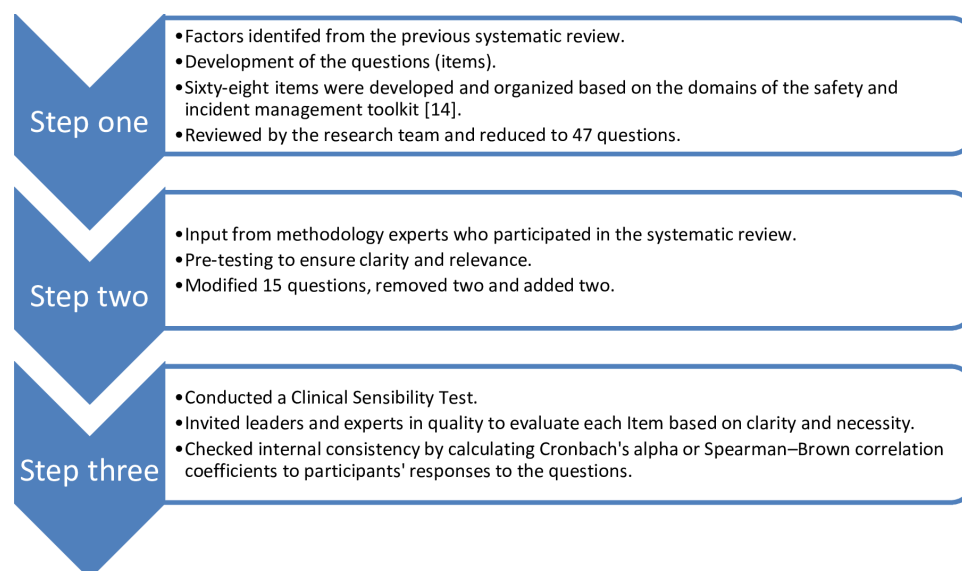 Step one
•Factors identifed from the previous systematic review.
•Development of the questions (items).
•Sixty-eight items were developed and organized based on the domains of the safety and
incident management toolkit [14].
•Reviewed by the research team and reduced to 47 questions.
Step two
•Input from methodology experts who participated in the systematic review.
•Pre-testing to ensure clarity and relevance.
•Modified 15 questions, removed two and added two.
Step three
•Conducted a Clinical Sensibility Test.
•Invited leaders and experts in quality to evaluate each Item based on clarity and necessity.
•Checked internal consistency by calculating Cronbach's alpha or Spearman–Brown correlation
coefficients to participants' responses to the questions.